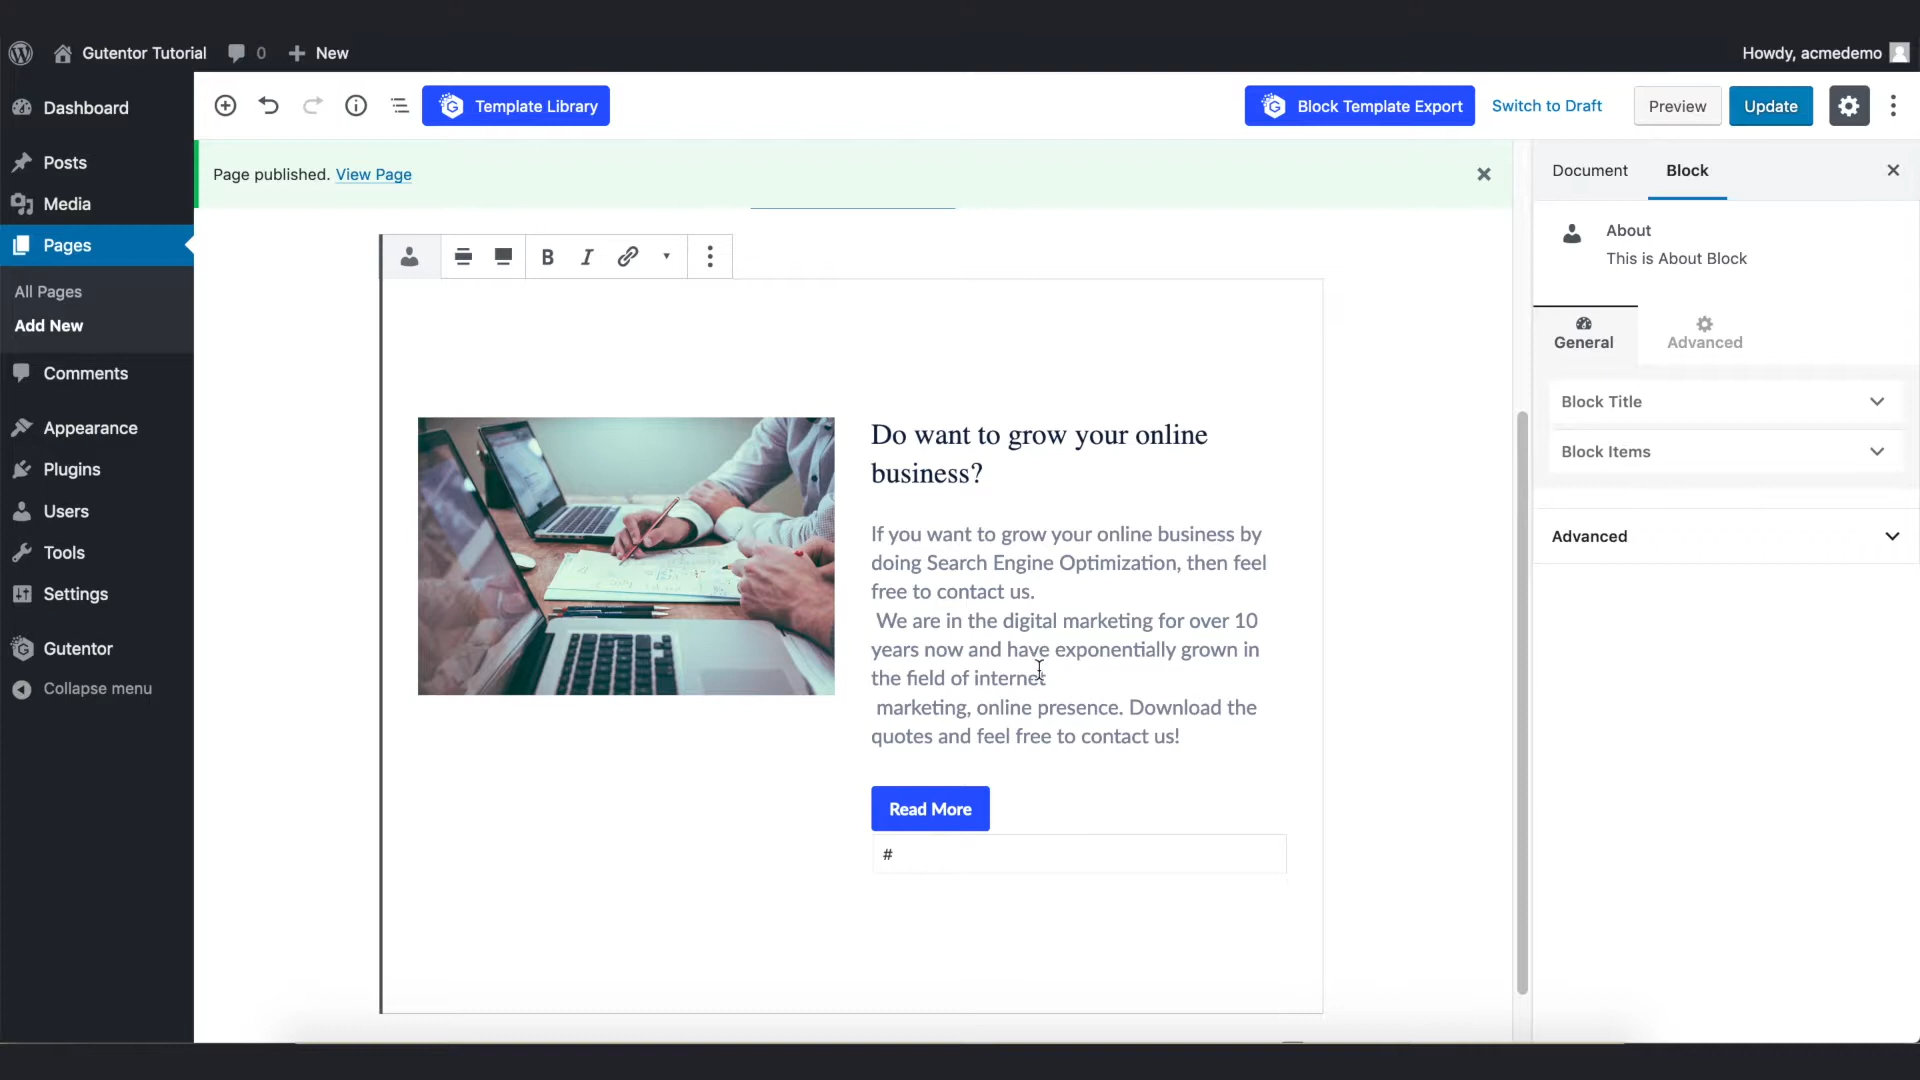 Gutentor Tutorial
0
New
Howdy, acmedemo
Dashboard
Posts
Media
Pages
All Pages
Add New
Comments
Appearance
Plugins
Users
Tools
Settings
Gutentor
Collapse menu
Template Library
Block Template Export
Switch to Draft
Preview
Update
Page published. View Page
B
I
Do want to grow your online
business?
If you want to grow your online business by
doing Search Engine Optimization, then feel
free to contact us.
We are in the digital marketing for over 10
years now and have exponentially grown in
the field of internet
marketing, online presence. Download the
quotes and feel free to contact us!
Read More
#
Document
Block
About
This is About Block
General
Advanced
Block Title
Block Items
Advanced